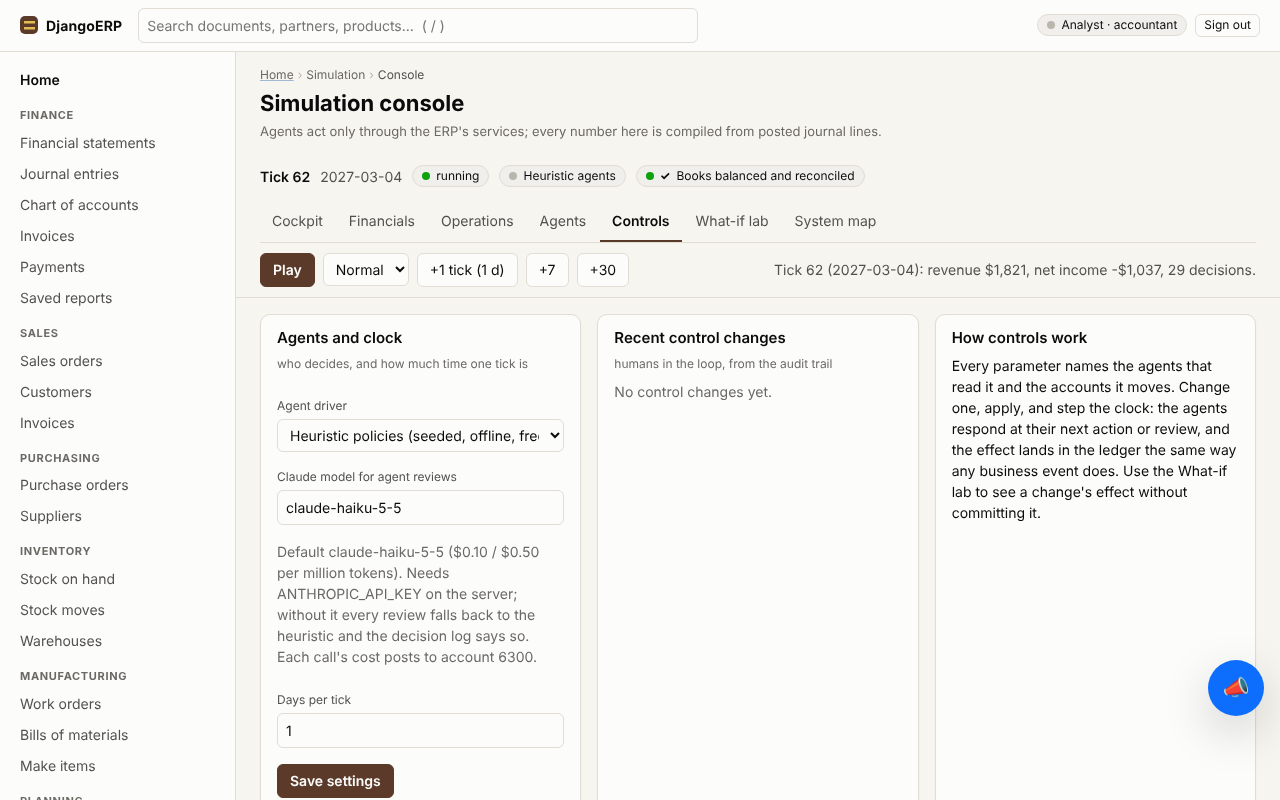 DjangoERP
Search documents, partners, products... ( / )
Analyst · accountant
Sign out
Home
FINANCE
Financial statements
Journal entries
Chart of accounts
Invoices
Payments
Saved reports
SALES
Sales orders
Customers
Invoices
PURCHASING
Purchase orders
Suppliers
INVENTORY
Stock on hand
Stock moves
Warehouses
MANUFACTURING
Work orders
Bills of materials
Make items
PLANNING
Home › Simulation › Console
Simulation console
Agents act only through the ERP's services; every number here is compiled from posted journal lines.
Tick 62 2027-03-04 running Heuristic agents ✓ Books balanced and reconciled
Cockpit Financials Operations Agents Controls What-if lab System map
Play Normal +1 tick (1 d) +7 +30 Tick 62 (2027-03-04): revenue $1,821, net income -$1,037, 29 decisions.
Agents and clock
who decides, and how much time one tick is
Agent driver
Heuristic policies (seeded, offline, free
Claude model for agent reviews
claude-haiku-5-5
Default claude-haiku-5-5 ($0.10 / $0.50
per million tokens). Needs
ANTHROPIC_API_KEY on the server;
without it every review falls back to the
heuristic and the decision log says so.
Each call's cost posts to account 6300.
Days per tick
1
Save settings
Recent control changes
humans in the loop, from the audit trail
No control changes yet.
How controls work
Every parameter names the agents that
read it and the accounts it moves. Change
one, apply, and step the clock: the agents
respond at their next action or review, and
the effect lands in the ledger the same way
any business event does. Use the What-if
lab to see a change's effect without
committing it.